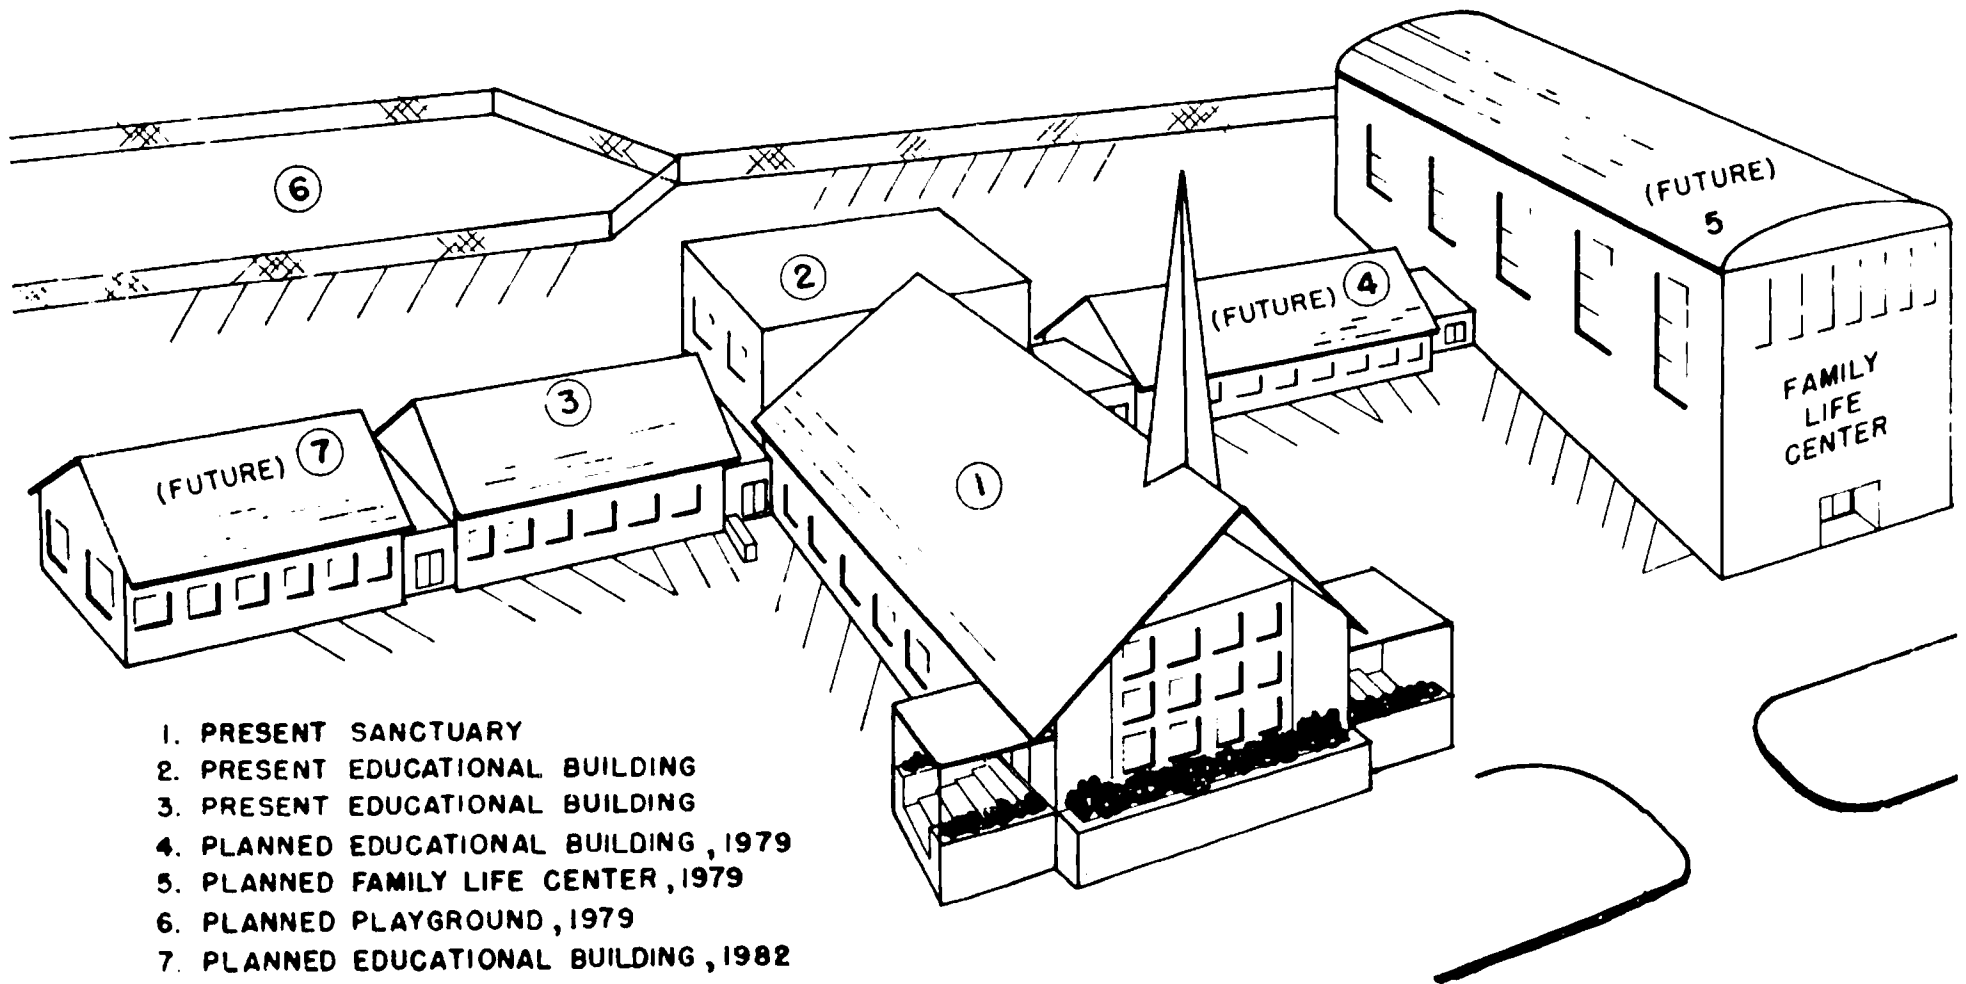 (FUTURE)
5
6
2
(FUTURE) 4
3
FAMILY
LIFE
CENTER
(FUTURE) 7
1
1. PRESENT SANCTUARY
2. PRESENT EDUCATIONAL BUILDING
3. PRESENT EDUCATIONAL BUILDING
4. PLANNED EDUCATIONAL BUILDING, 1979
5. PLANNED FAMILY LIFE CENTER, 1979
6. PLANNED PLAYGROUND, 1979
7. PLANNED EDUCATIONAL BUILDING, 1982